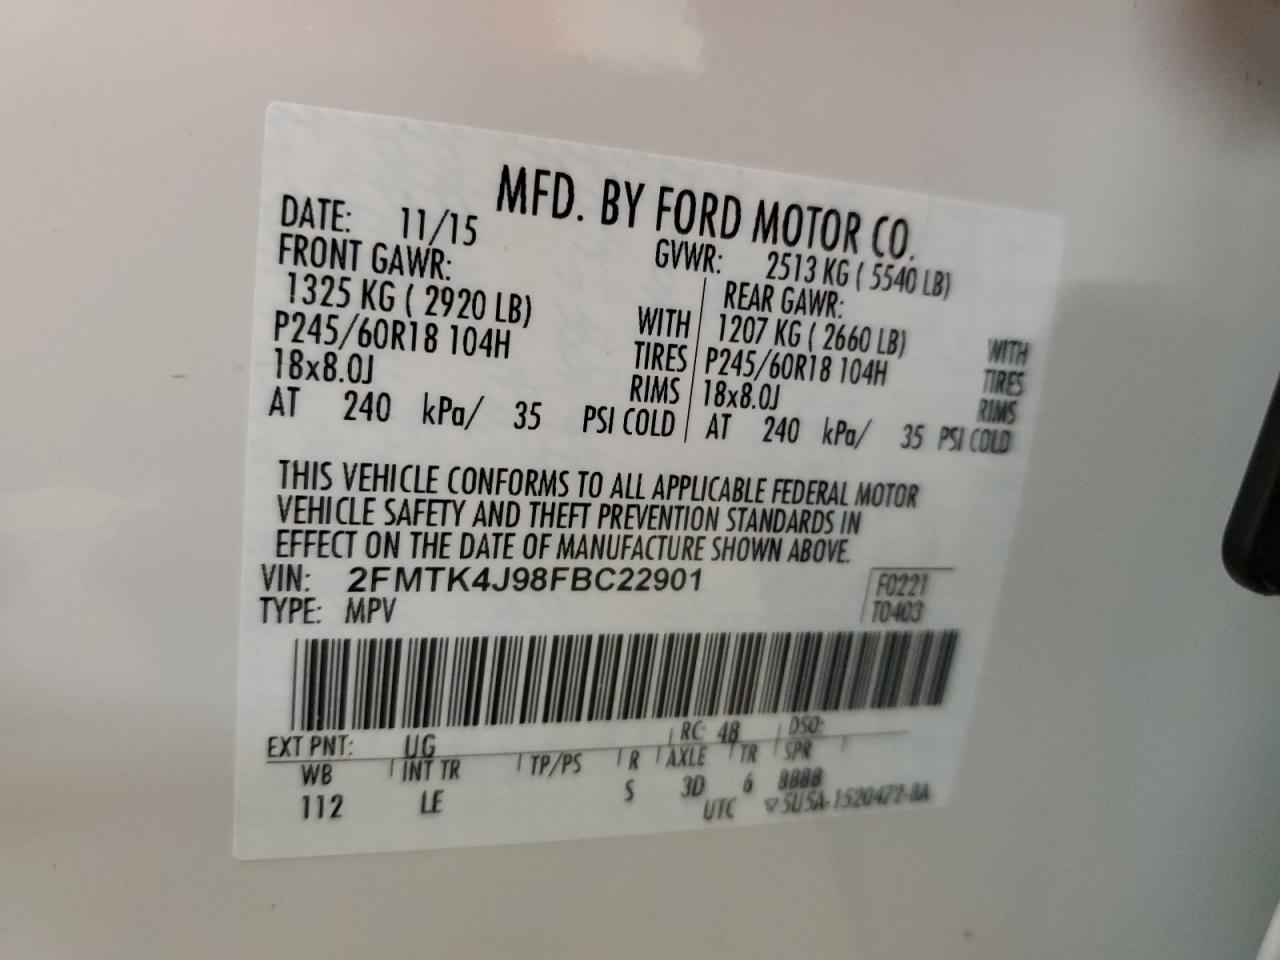 MFD. BY FORD MOTOR CO.
DATE: 11/15 GVWR: 2513 KG ( 5540 LB)
FRONT GAWR: REAR GAWR:
1325 KG ( 2920 LB) WITH 1207 KG ( 2660 LB) WITH
P245/60R18 104H TIRES P245/60R18 104H TIRES
18x8.0J RIMS 18x8.0J RIMS
AT 240 kPa/ 35 PSI COLD AT 240 kPa/ 35 PSI COLD
THIS VEHICLE CONFORMS TO ALL APPLICABLE FEDERAL MOTOR
VEHICLE SAFETY AND THEFT PREVENTION STANDARDS IN
EFFECT ON THE DATE OF MANUFACTURE SHOWN ABOVE.
VIN: 2FMTK4J98FBC22901 F0221
TYPE: MPV T0403
EXT PNT: UG RC: 48 DSO:
WB INT TR TP/PS R AXLE TR SPR
112 LE S 3D 6 8888
UTC ▽5U5A-1520472-BA